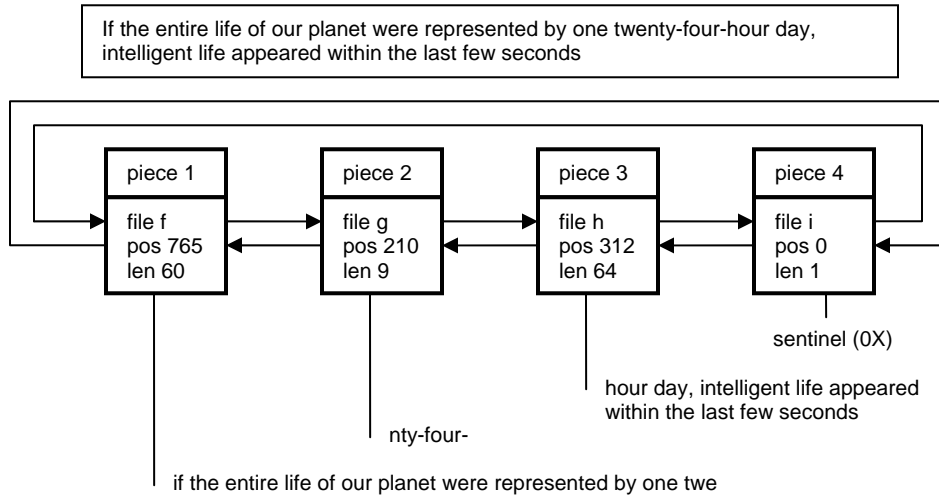 If the entire life of our planet were represented by one twenty-four-hour day,
intelligent life appeared within the last few seconds
piece 1
file f
pos 765
len 60
piece 2
file g
pos 210
len 9
piece 3
file h
pos 312
len 64
piece 4
file i
pos 0
len 1
sentinel (0X)
hour day, intelligent life appeared
within the last few seconds
nty-four-
if the entire life of our planet were represented by one twe